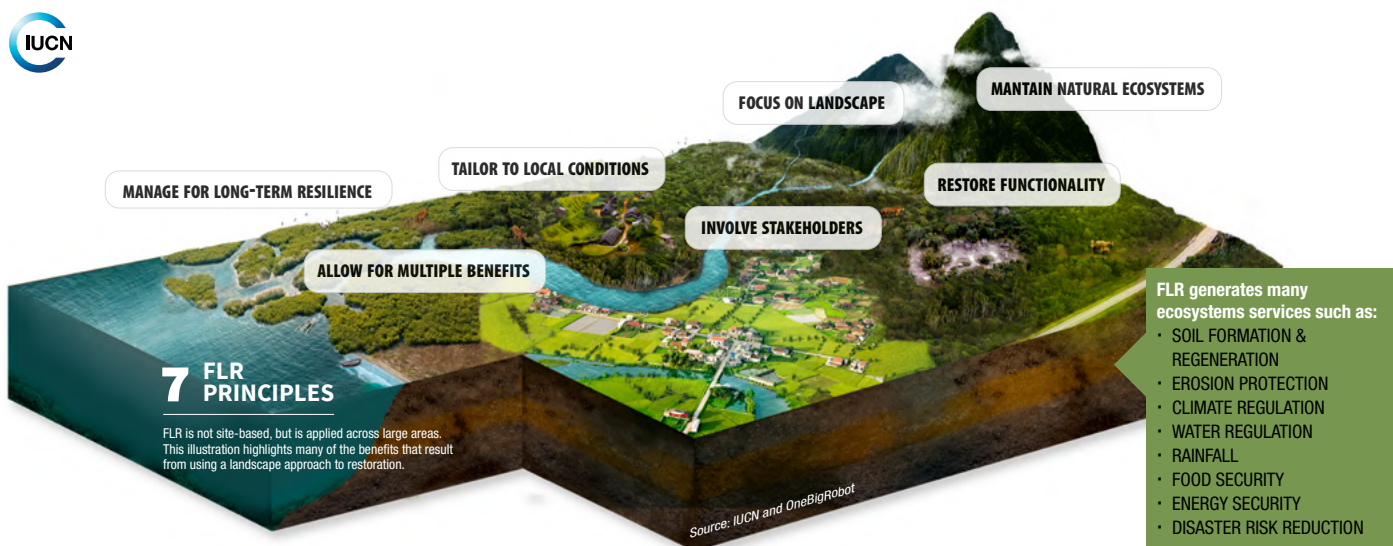 IUCN
FOCUS ON LANDSCAPE
MANTAIN NATURAL ECOSYSTEMS
TAILOR TO LOCAL CONDITIONS
MANAGE FOR LONG-TERM RESILIENCE
RESTORE FUNCTIONALITY
INVOLVE STAKEHOLDERS
ALLOW FOR MULTIPLE BENEFITS
7 FLR
PRINCIPLES
FLR is not site-based, but is applied across large areas.
This illustration highlights many of the benefits that result
from using a landscape approach to restoration.
Source: IUCN and OneBigRobot
FLR generates many
ecosystems services such as:
· SOIL FORMATION &
REGENERATION
· EROSION PROTECTION
· CLIMATE REGULATION
· WATER REGULATION
· RAINFALL
· FOOD SECURITY
· ENERGY SECURITY
· DISASTER RISK REDUCTION